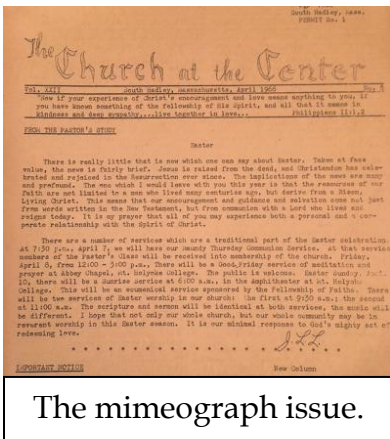 South Hadley, Mass.
PERMIT No. 1
The Church at the Center
Vol. XXII South Hadley, Massachusetts, April 1966 No.
"Now if your experience of Christ's encouragement and love means anything to you, if
you have known something of the fellowship of His Spirit, and all that it means in
kindness and deep sympathy,...live together in love,.. Philippians II:1,2
FROM THE PASTOR'S STUDY
Easter
There is really little that is new which one can say about Easter. Taken at face
value, the news is fairly brief. Jesus is raised from the dead, and Christendom has cele-
brated and rejoiced in the Resurrection ever since. The implications of the news are many
and profound. The one which I would leave with you this year is that the resources of our
faith are not limited to a man who lived many centuries ago, but derive from a Risen,
Living Christ. This means that our encouragement and guidance and salvation come not just
from words written in the New Testament, but from communion with a Lord who lives and
reigns today. It is my prayer that all of you may experience both a personal and a cor-
porate relationship with the Spirit of Christ.
There are a number of services which are a traditional part of the Easter celebration.
At 7:30 p.m., April 7, we will have our Maundy Thursday Communion Service. At that service
members of the Pastor's Class will be received into membership of the church. Friday,
April 8, from 12:00 - 3:00 p.m., There will be a Good Friday service of meditation and
prayer at Abbey Chapel, Mt. Holyoke College. The public is welcome. Easter Sunday, April
10, there will be a Sunrise Service at 6:00 a.m., in the Amphitheater at Mt. Holyoke
College. This will be an ecumenical service sponsored by the Fellowship of Faiths. There
will be two services of Easter worship in our church: the first at 9:30 a.m.; the second
at 11:00 a.m. The scripture and sermon will be identical at both services, the music will
be different. I hope that not only our whole church, but our whole community may be in
reverent worship in this Easter season. It is our minimal response to God's mighty act of
redeeming love.
J.L.L.
IMPORTANT NOTICE New Column
The mimeograph issue.